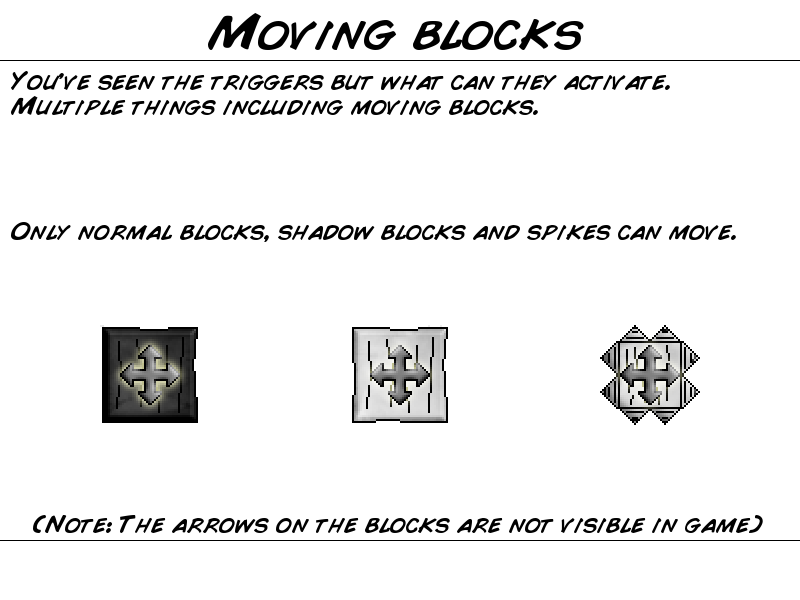 Moving blocks
You've seen the triggers but what can they activate.
Multiple things including moving blocks.
Only normal blocks, shadow blocks and spikes can move.
(Note: The arrows on the blocks are not visible in game)